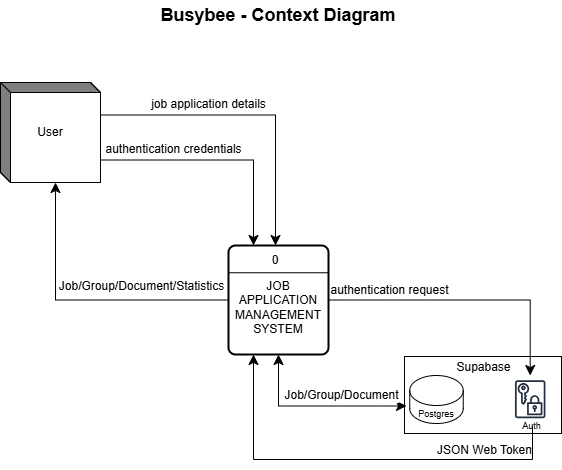 Busybee - Context Diagram
job application details
User
authentication credentials
0
Job/Group/Document/Statistics
JOB
APPLICATION
MANAGEMENT
SYSTEM
authentication request
Supabase
Job/Group/Document
Postgres
Auth
JSON Web Token